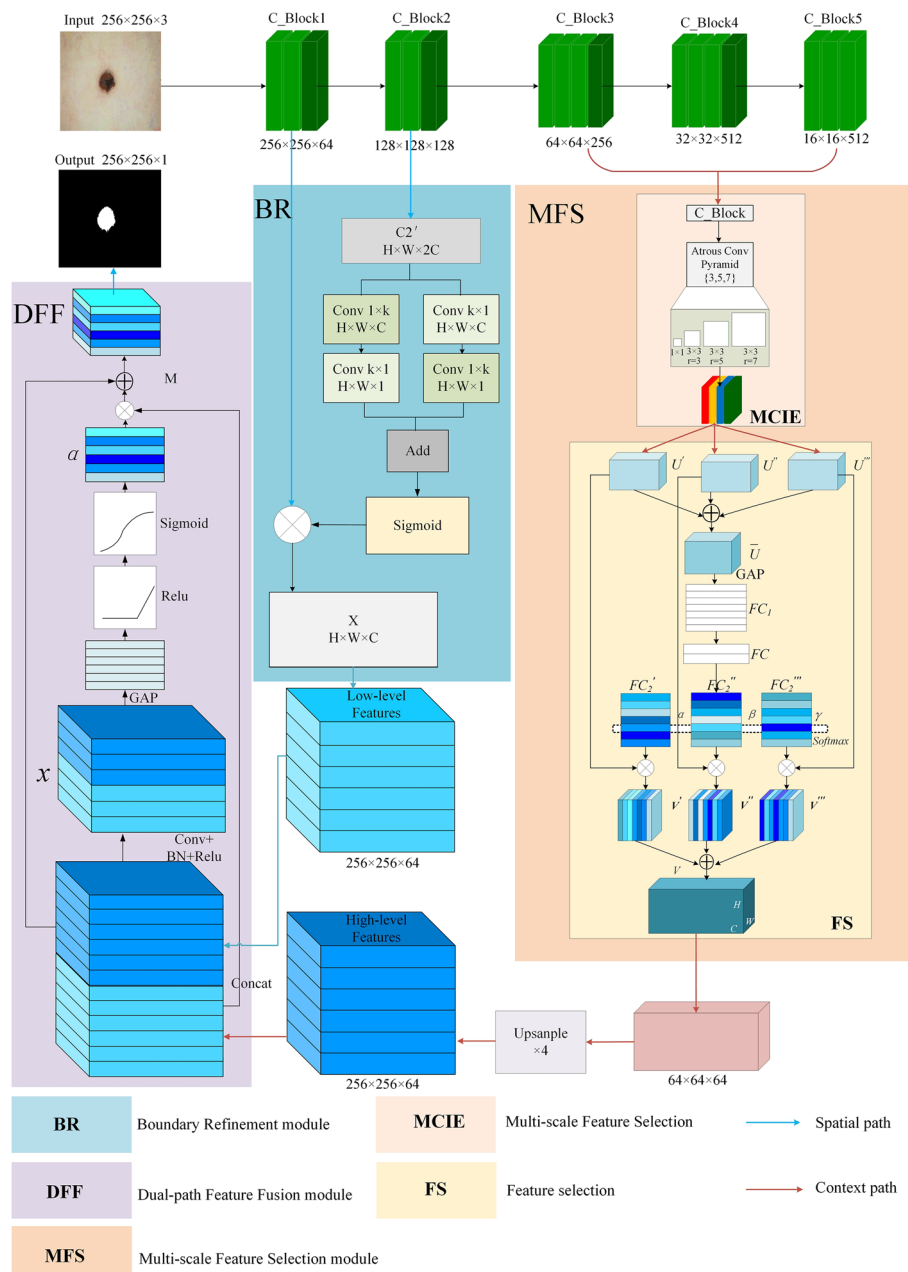 Input 256×256×3
C_Block1
C_Block2
C_Block3
C_Block4
C_Block5
256×256×64
128×128×128
64×64×256
32×32×512
16×16×512
Output 256×256×1
BR
C2′
H×W×2C
Conv 1×k
H×W×C
Conv k×1
H×W×C
Conv k×1
H×W×1
Conv 1×k
H×W×1
Add
Sigmoid
X
H×W×C
MFS
C_Block
Atrous Conv
Pyramid
{3,5,7}
1×1
3×3
r=3
3×3
r=5
3×3
r=7
MCIE
U′
U″
U‴
U̅
GAP
FC₁
FC
FC₂′
FC₂″
FC₂‴
α
β
γ
Softmax
V′
V″
V‴
V
H
W
C
FS
DFF
M
α
Sigmoid
Relu
GAP
x
Conv+
BN+Relu
Concat
Low-level
Features
256×256×64
High-level
Features
256×256×64
Upsanple
×4
64×64×64
BR
Boundary Refinement module
MCIE
Multi-scale Feature Selection
Spatial path
DFF
Dual-path Feature Fusion module
FS
Feature selection
Context path
MFS
Multi-scale Feature Selection module